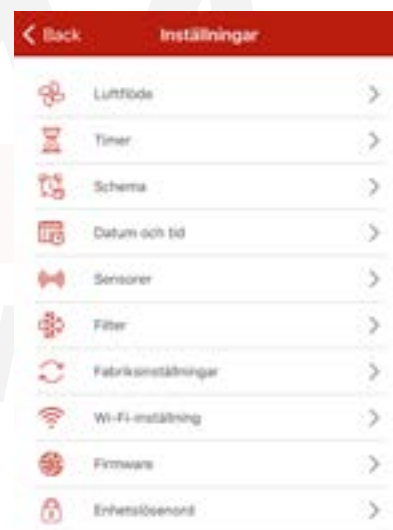 Back Inställningar
Luftflöde
Timer
Schema
Datum och tid
Sensorer
Filter
Fabriksinställningar
Wi-Fi-inställning
Firmware
Enhetslösenord